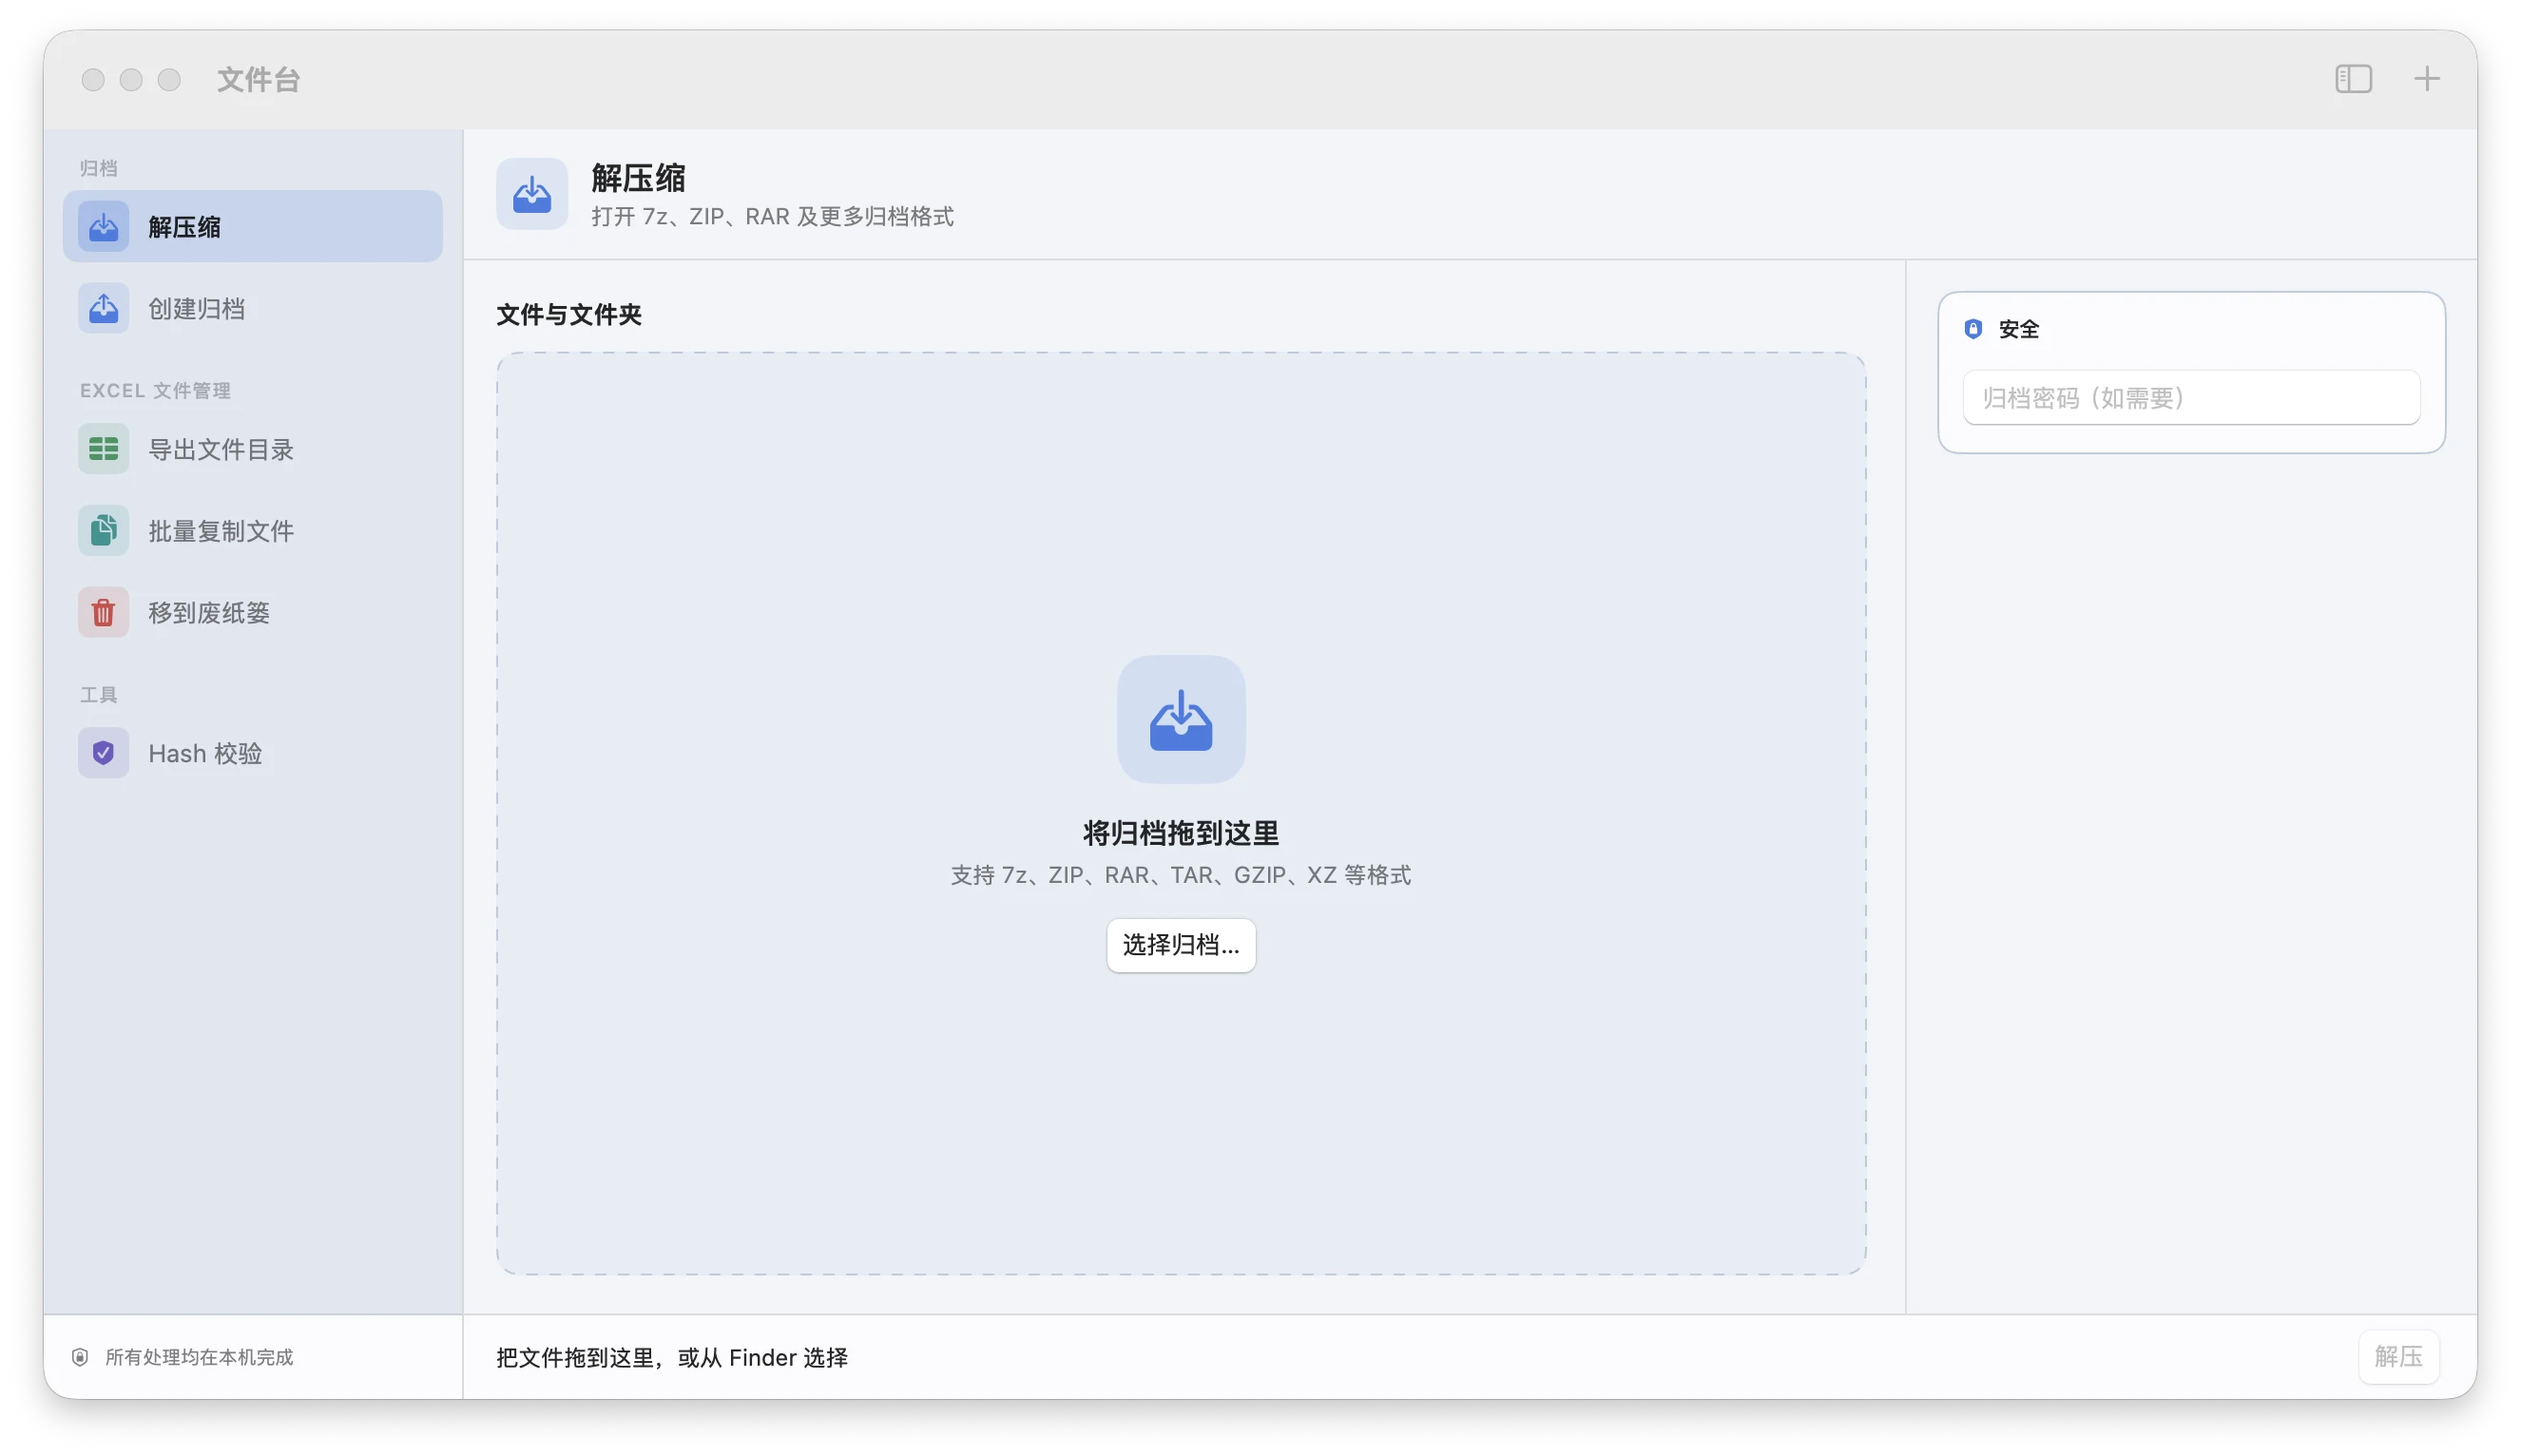 文件台
归档
解压缩
创建归档
EXCEL 文件管理
导出文件目录
批量复制文件
移到废纸篓
工具
Hash 校验
所有处理均在本机完成
解压缩
打开 7z、ZIP、RAR 及更多归档格式
文件与文件夹
将归档拖到这里
支持 7z、ZIP、RAR、TAR、GZIP、XZ 等格式
选择归档...
安全
归档密码（如需要）
把文件拖到这里，或从 Finder 选择
解压